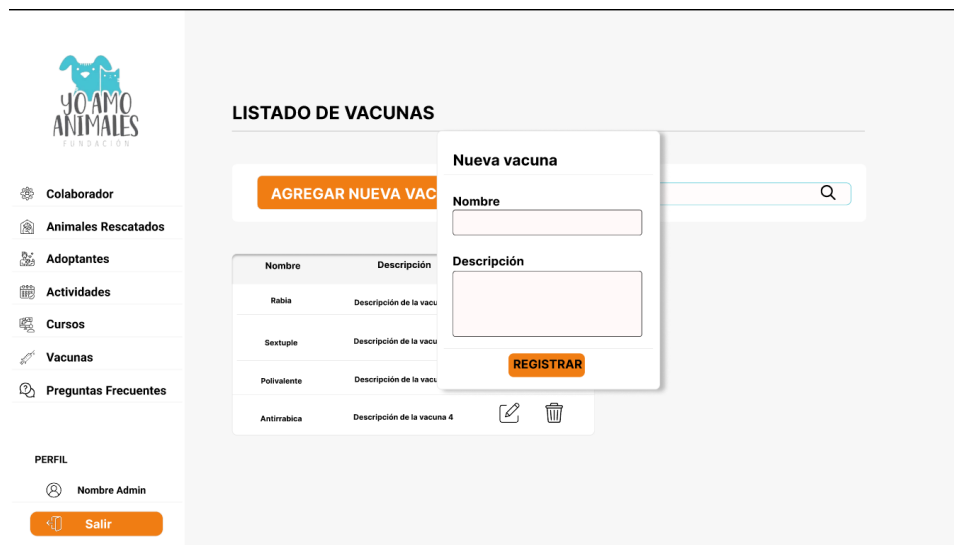 YO AMO
ANIMALES
FUNDACIÓN
Colaborador
Animales Rescatados
Adoptantes
Actividades
Cursos
Vacunas
Preguntas Frecuentes
PERFIL
Nombre Admin
Salir
LISTADO DE VACUNAS
AGREGAR NUEVA VAC
Nombre Descripción
Rabia Descripción de la vacu
Sextuple Descripción de la vacu
Polivalente Descripción de la vacu
Antirrabica Descripción de la vacuna 4
Nueva vacuna
Nombre
Descripción
REGISTRAR